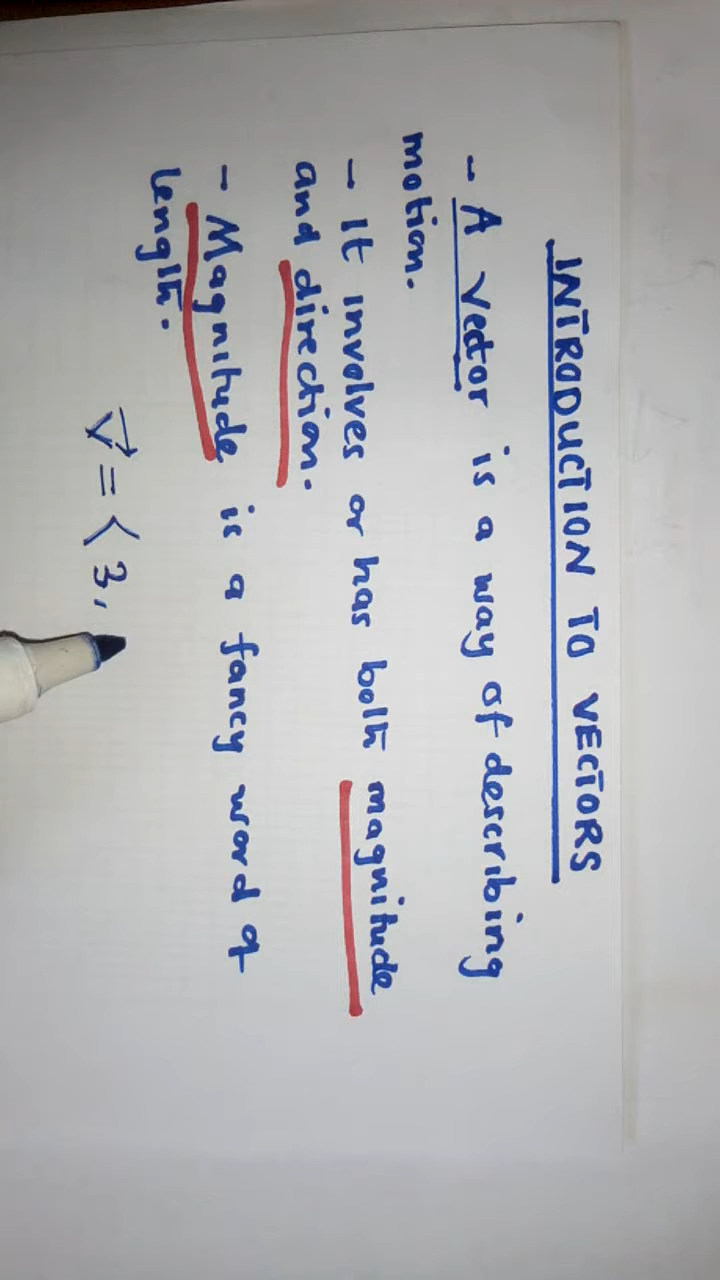 INTRODUCTION TO VECTORS
- A vector is a way of describing
motion.
- It involves or has both magnitude
and direction.
- Magnitude is a fancy word of
length.
v⃗ = ⟨ 3,